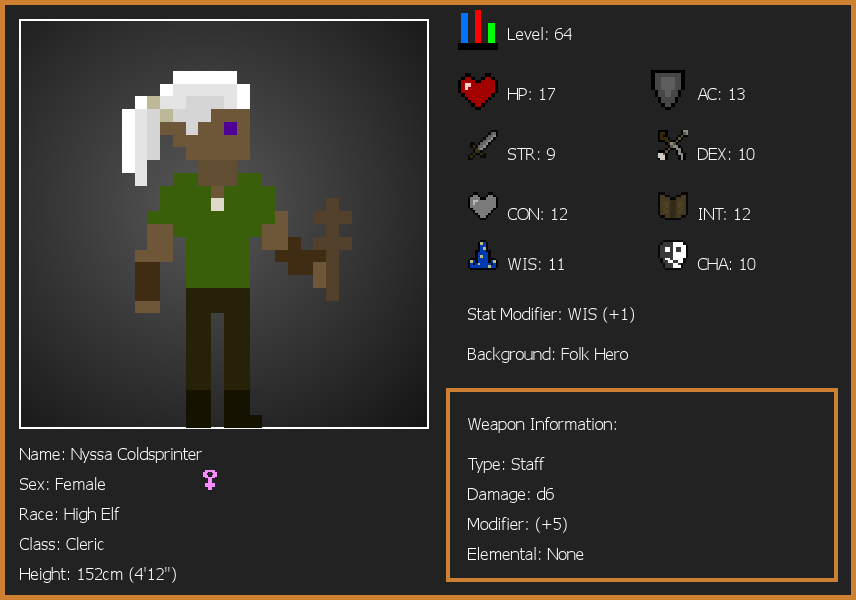 Level: 64
HP: 17
AC: 13
STR: 9
DEX: 10
CON: 12
INT: 12
WIS: 11
CHA: 10
Stat Modifier: WIS (+1)
Background: Folk Hero
Weapon Information:
Type: Staff
Damage: d6
Modifier: (+5)
Elemental: None
Name: Nyssa Coldsprinter
Sex: Female
Race: High Elf
Class: Cleric
Height: 152cm (4'12")